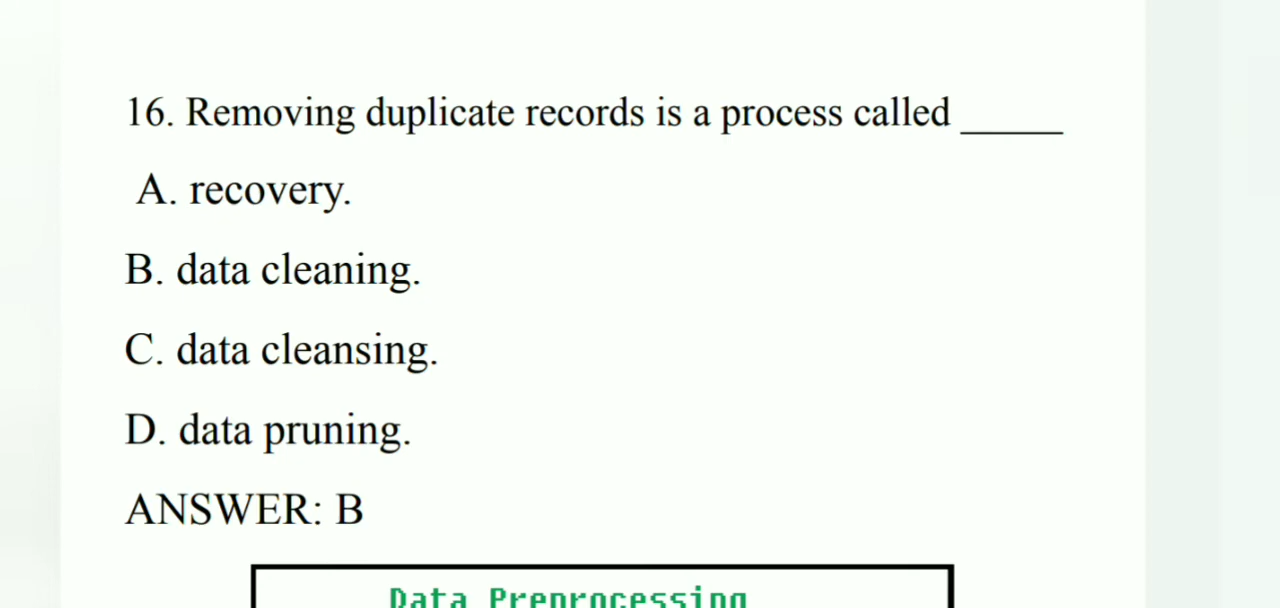 16. Removing duplicate records is a process called _____
A. recovery.
B. data cleaning.
C. data cleansing.
D. data pruning.
ANSWER: B
Data Preprocessing